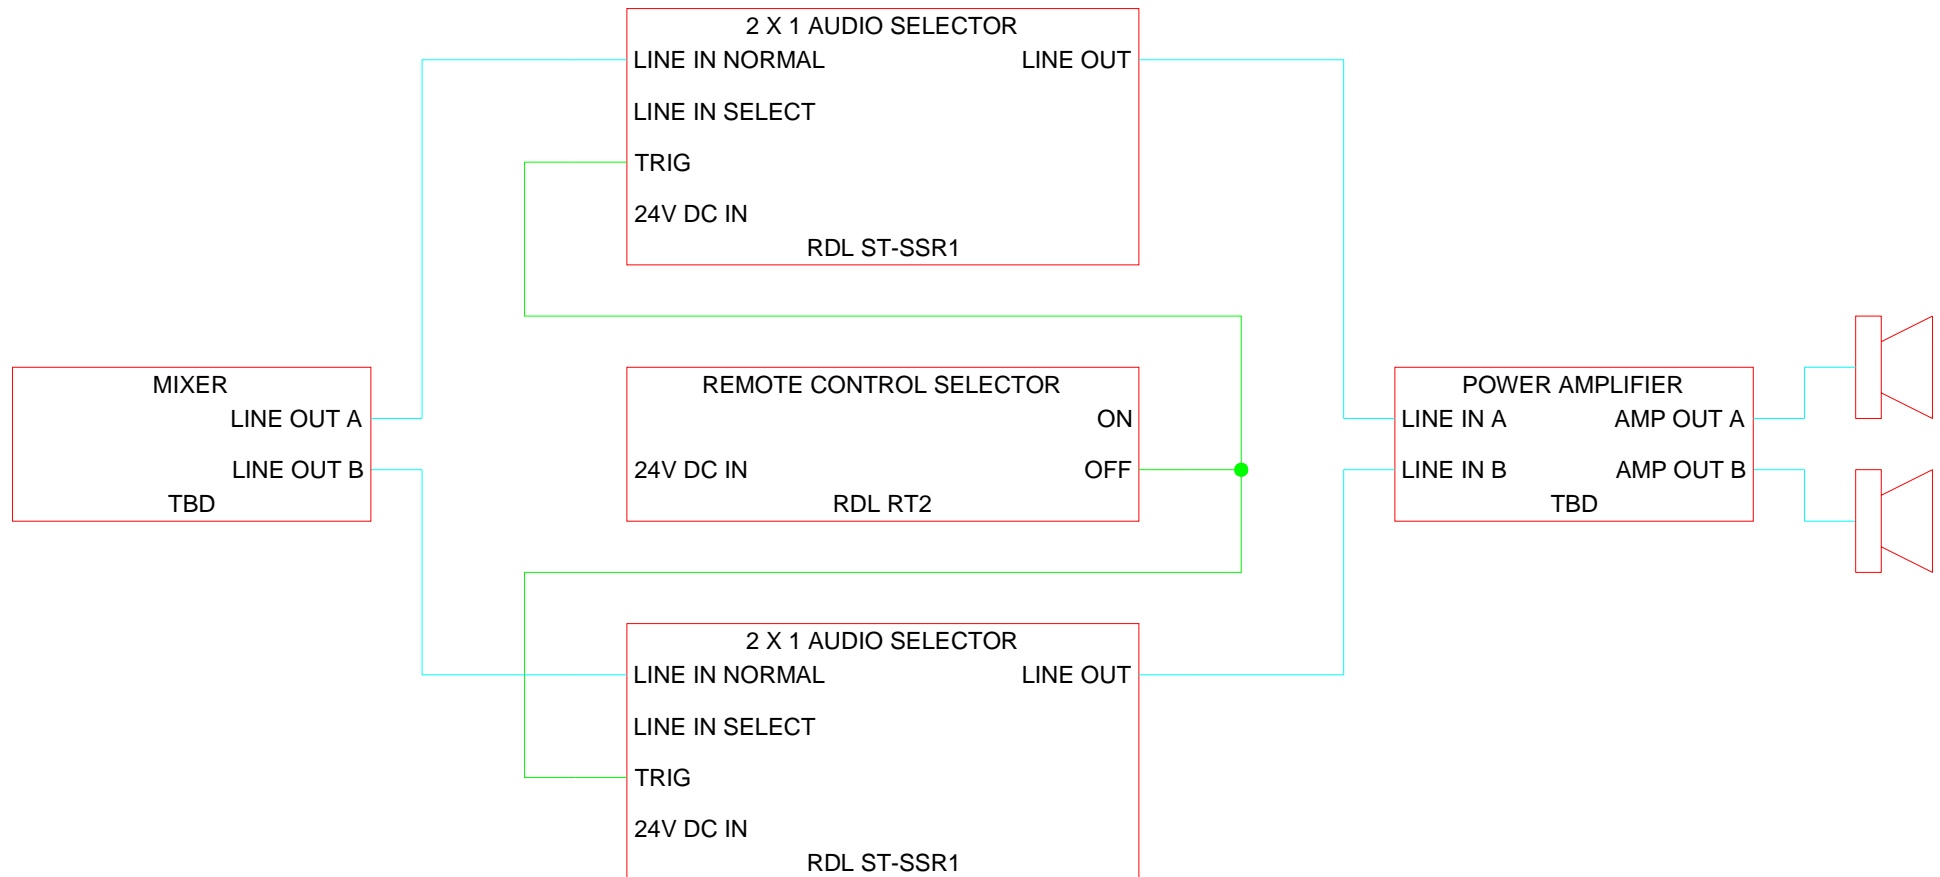 2 X 1 AUDIO SELECTOR
LINE IN NORMAL
LINE OUT
LINE IN SELECT
TRIG
24V DC IN
RDL ST-SSR1
MIXER
LINE OUT A
LINE OUT B
TBD
REMOTE CONTROL SELECTOR
ON
24V DC IN
OFF
RDL RT2
POWER AMPLIFIER
LINE IN A
AMP OUT A
LINE IN B
AMP OUT B
TBD
2 X 1 AUDIO SELECTOR
LINE IN NORMAL
LINE OUT
LINE IN SELECT
TRIG
24V DC IN
RDL ST-SSR1